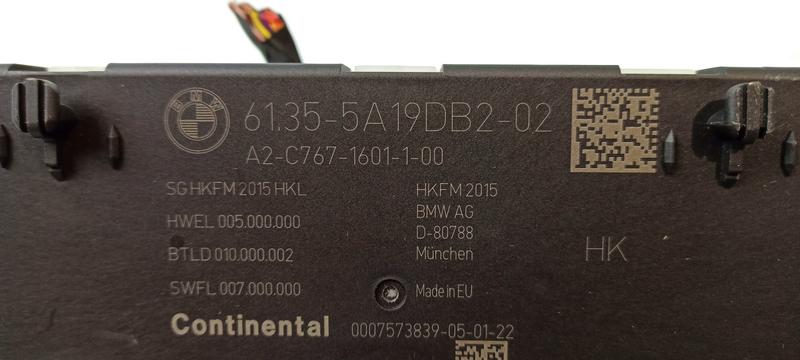 BMW 61.35-5A19DB2-02
A2-C767-1601-1-00
SG HKFM 2015 HKL
HWEL 005.000.000
BTLD 010.000.002
SWFL 007.000.000
HKFM 2015
BMW AG
D-80788
München
Made in EU
HK
Continental 0007573839-05-01-22